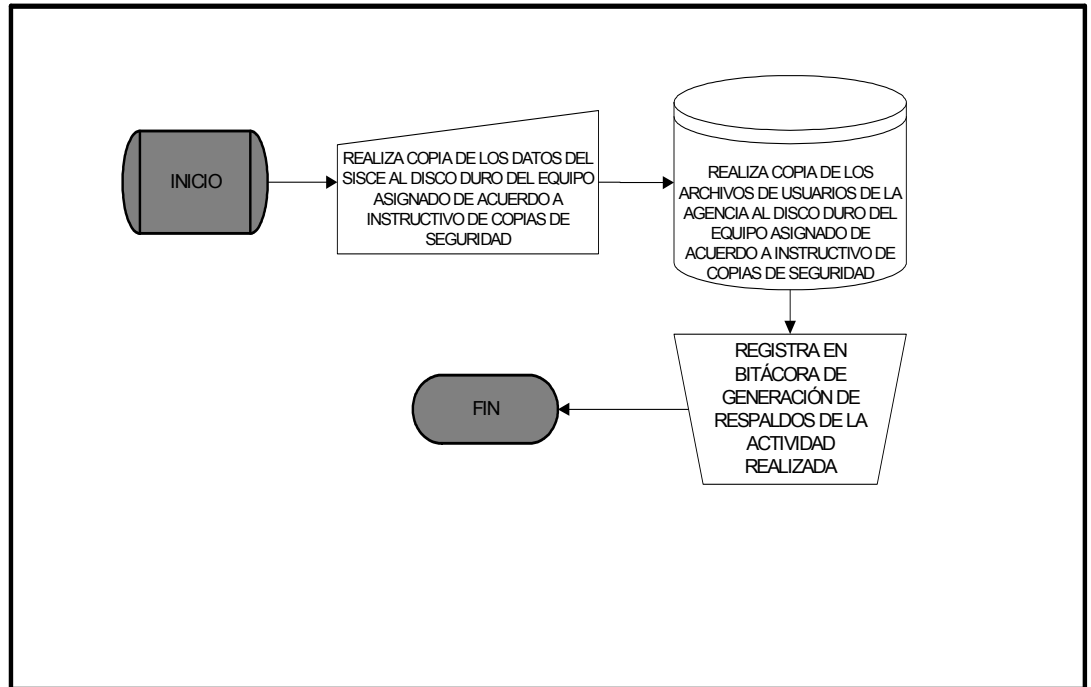 INICIO
REALIZA COPIA DE LOS DATOS DEL
SISCE AL DISCO DURO DEL EQUIPO
ASIGNADO DE ACUERDO A
INSTRUCTIVO DE COPIAS DE
SEGURIDAD
REALIZA COPIA DE LOS
ARCHIVOS DE USUARIOS DE LA
AGENCIA AL DISCO DURO DEL
EQUIPO ASIGNADO DE
ACUERDO A INSTRUCTIVO DE
COPIAS DE SEGURIDAD
REGISTRA EN
BITÁCORA DE
GENERACIÓN DE
RESPALDOS DE LA
ACTIVIDAD
REALIZADA
FIN